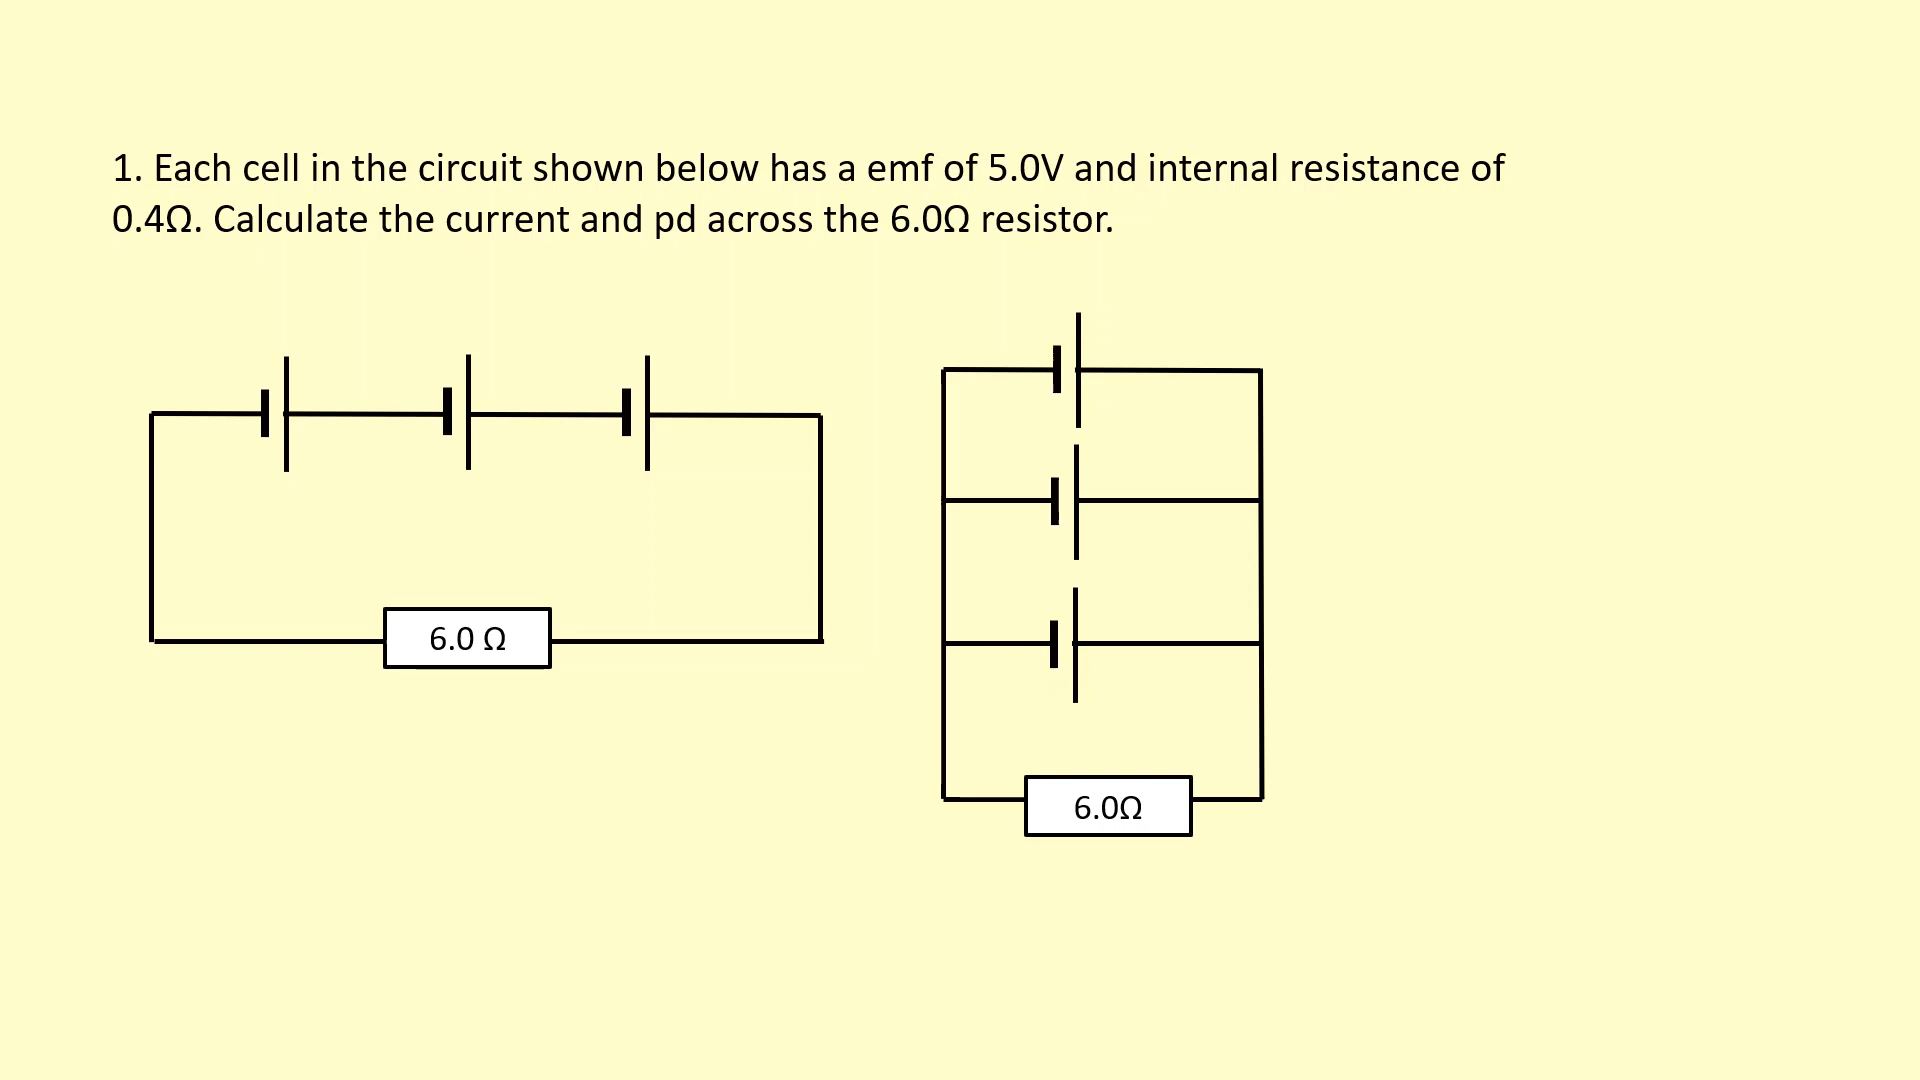 1. Each cell in the circuit shown below has a emf of 5.0V and internal resistance of
0.4Ω. Calculate the current and pd across the 6.0Ω resistor.
6.0 Ω
6.0Ω